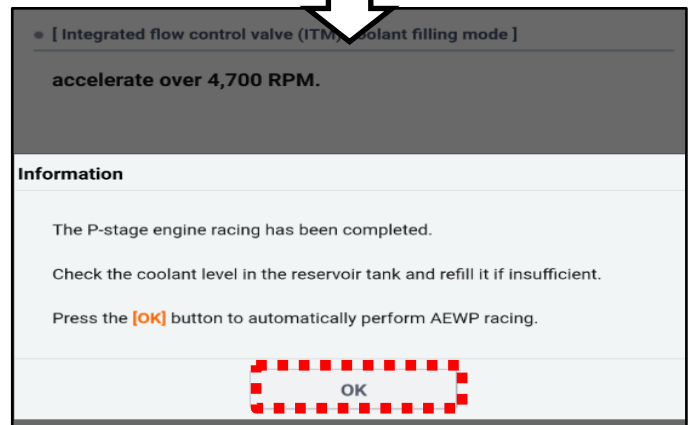 [ Integrated flow control valve (ITM) coolant filling mode ]
accelerate over 4,700 RPM.
Information
The P-stage engine racing has been completed.
Check the coolant level in the reservoir tank and refill it if insufficient.
Press the [OK] button to automatically perform AEWP racing.
OK